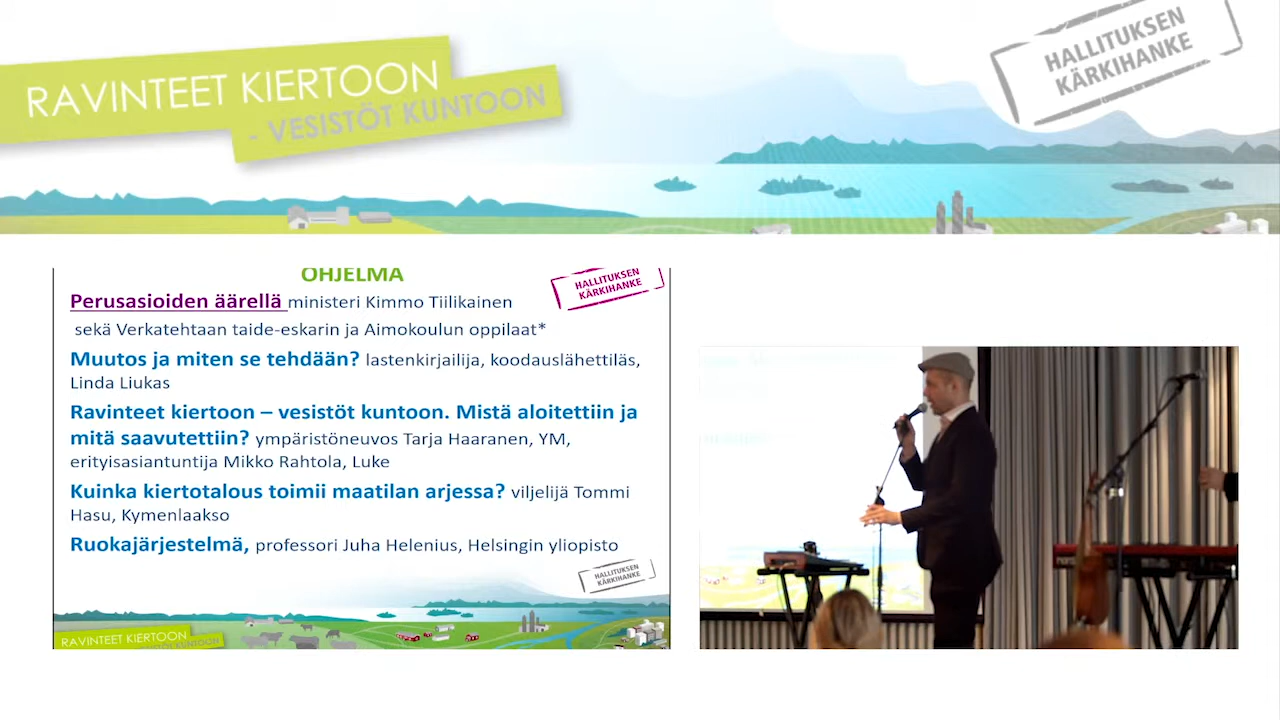 RAVINTEET KIERTOON
- VESISTÖT KUNTOON
HALLITUKSEN
KÄRKIHANKE
OHJELMA
HALLITUKSEN
KÄRKIHANKE
Perusasioiden äärellä ministeri Kimmo Tiilikainen
sekä Verkatehtaan taide-eskarin ja Aimokoulun oppilaat*
Muutos ja miten se tehdään? lastenkirjailija, koodauslähettiläs,
Linda Liukas
Ravinteet kiertoon – vesistöt kuntoon. Mistä aloitettiin ja
mitä saavutettiin? ympäristöneuvos Tarja Haaranen, YM,
erityisasiantuntija Mikko Rahtola, Luke
Kuinka kiertotalous toimii maatilan arjessa? viljelijä Tommi
Hasu, Kymenlaakso
Ruokajärjestelmä, professori Juha Helenius, Helsingin yliopisto
HALLITUKSEN
KÄRKIHANKE
RAVINTEET KIERTOON